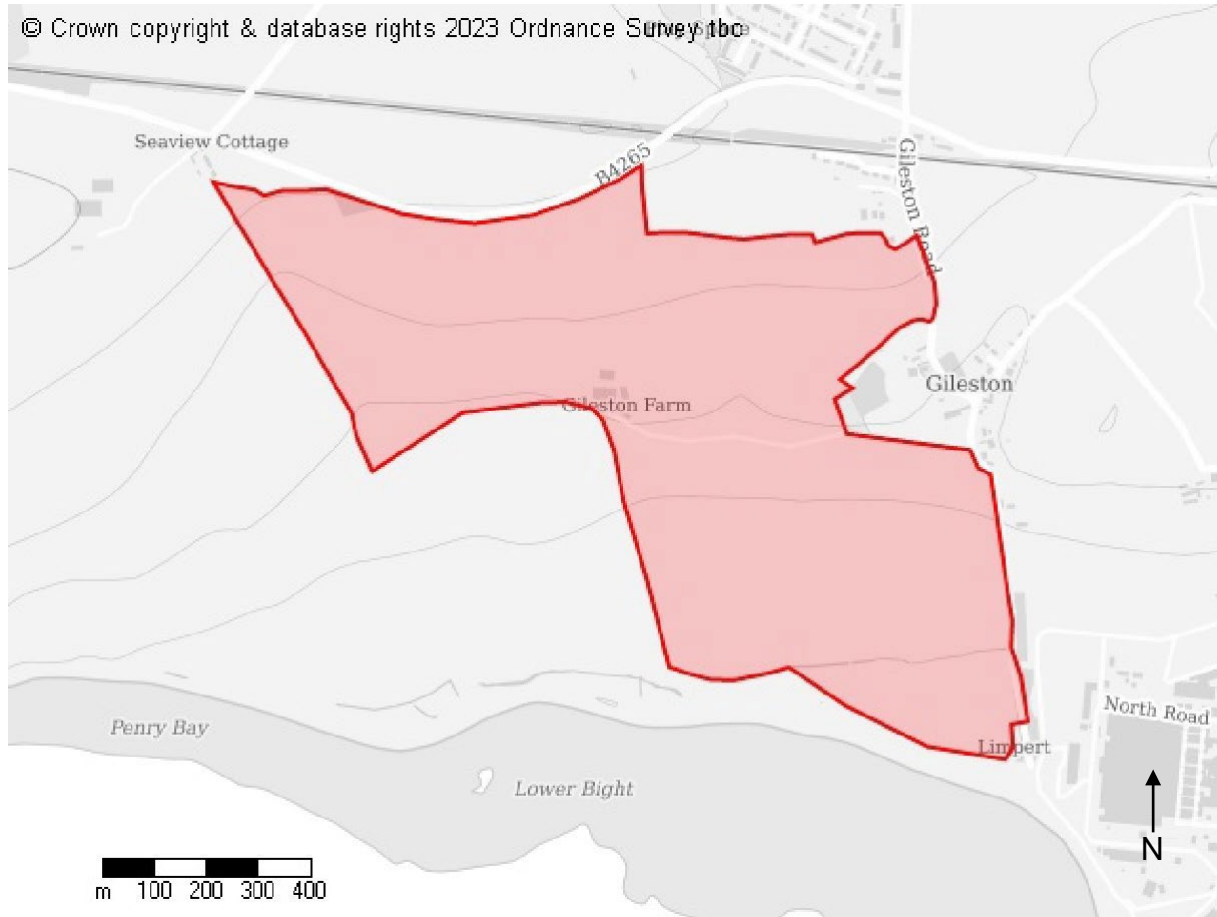 © Crown copyright & database rights 2023 Ordnance Survey tbc
Seaview Cottage
B4265
Gileston Road
Gileston
Gileston Farm
North Road
Penry Bay
Limpert
Lower Bight
N
m 100 200 300 400